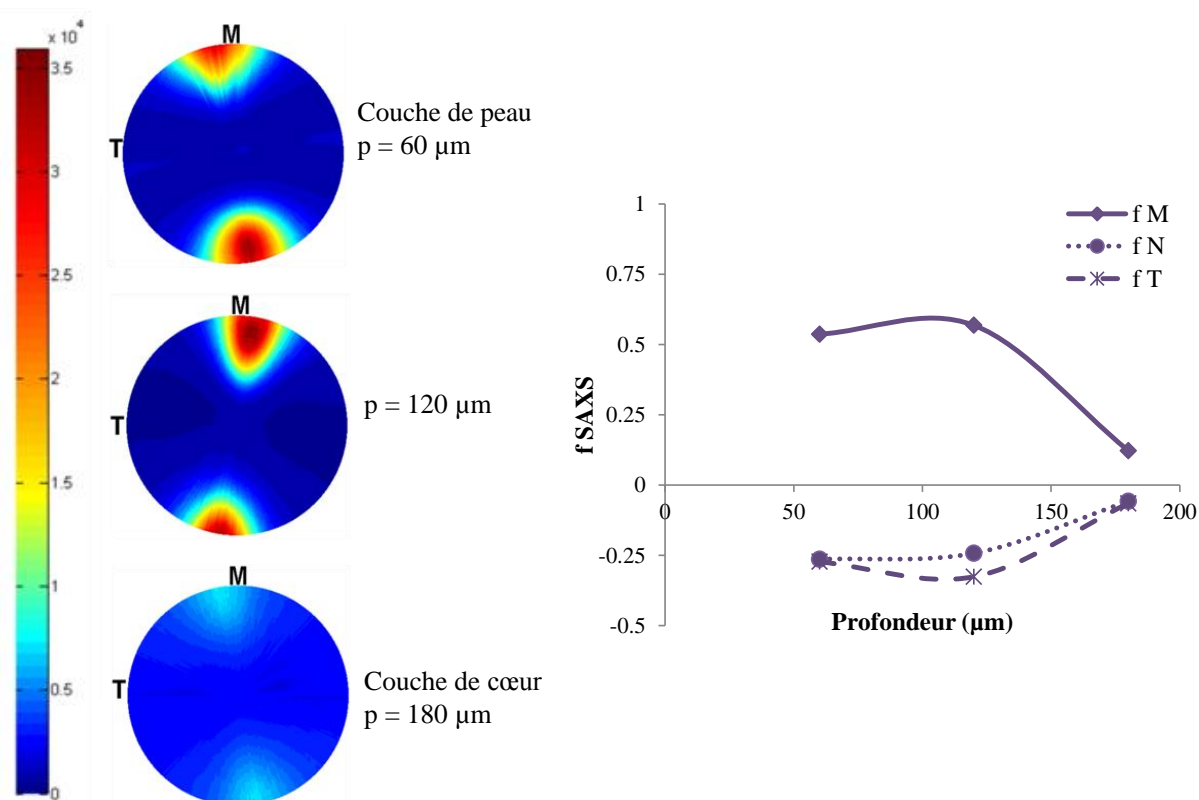 x 10⁴
3.5
3
2.5
2
1.5
1
0.5
0
M
T
Couche de peau
p = 60 µm
M
T
p = 120 µm
M
T
Couche de cœur
p = 180 µm
f SAXS
1
0.75
0.5
0.25
0
-0.25
-0.5
0
50
100
150
200
Profondeur (µm)
f M
f N
f T